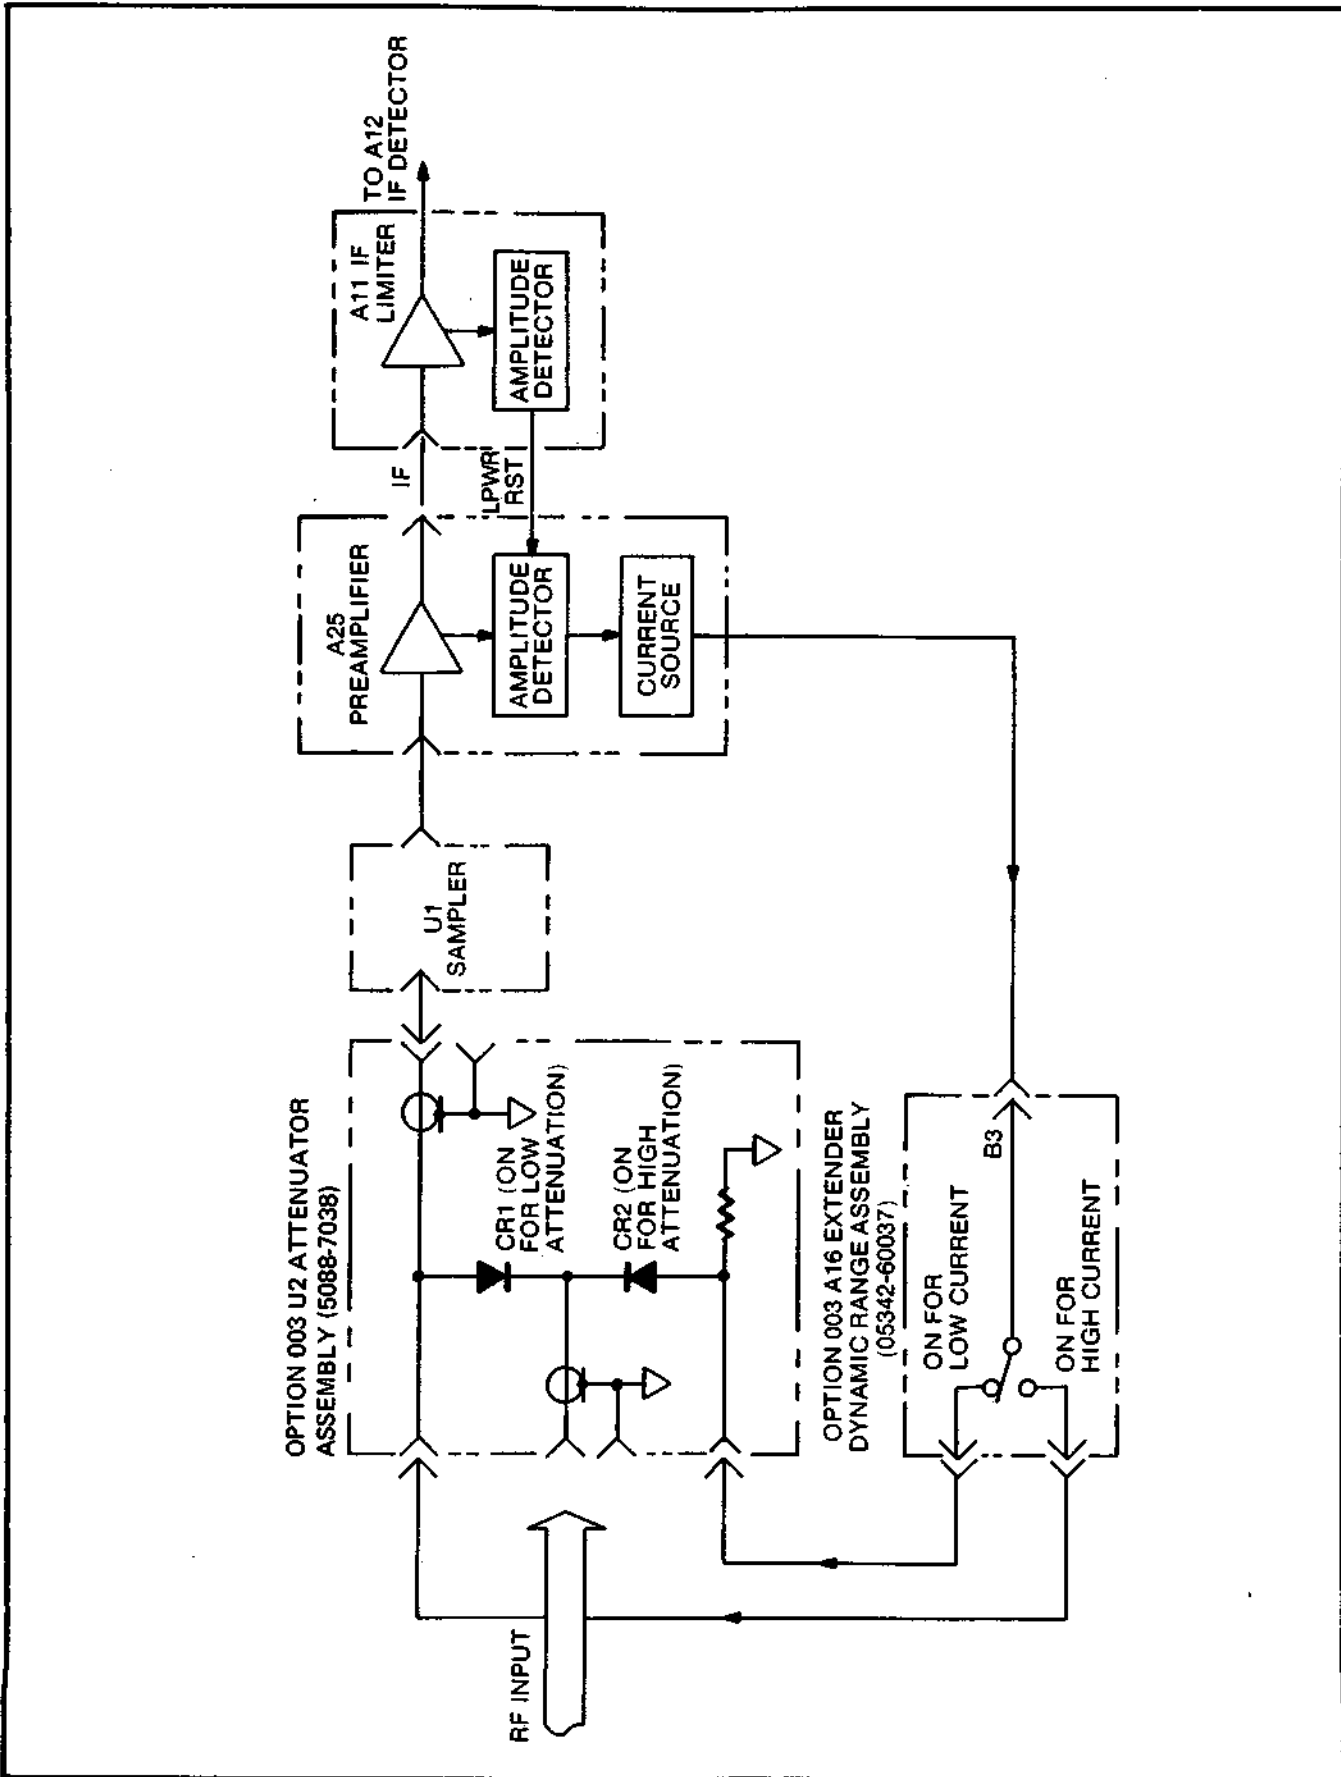 RF INPUT
OPTION 003 U2 ATTENUATOR
ASSEMBLY (5088-7038)
CR1 (ON
FOR LOW
ATTENUATION)
CR2 (ON
FOR HIGH
ATTENUATION)
OPTION 003 A16 EXTENDER
DYNAMIC RANGE ASSEMBLY
(05342-60037)
ON FOR
LOW CURRENT
B3
ON FOR
HIGH CURRENT
U1
SAMPLER
A25
PREAMPLIFIER
AMPLITUDE
DETECTOR
CURRENT
SOURCE
IF
LPWR
RST
A11 IF
LIMITER
AMPLITUDE
DETECTOR
TO A12
IF DETECTOR